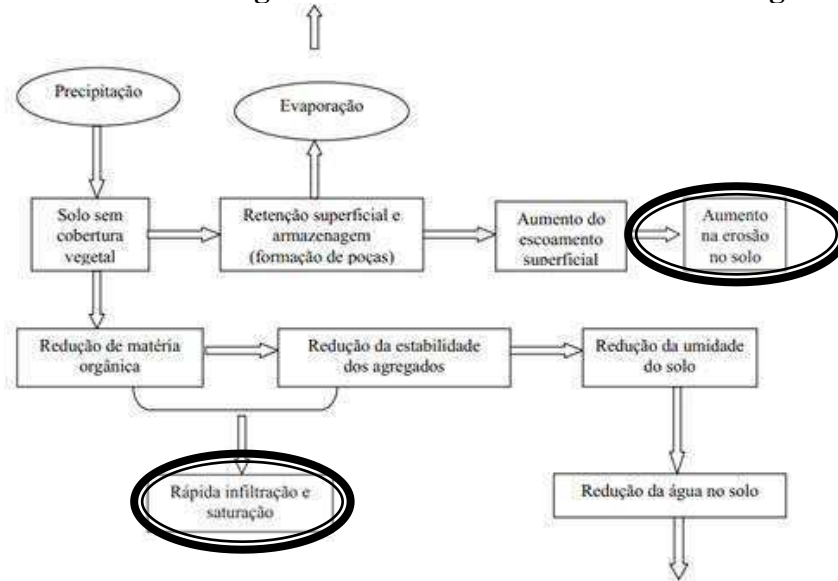 Precipitação
Evaporação
Solo sem
cobertura
vegetal
Retenção superficial e
armazenagem
(formação de poças)
Aumento do
escoamento
superficial
Aumento
na erosão
no solo
Redução de matéria
orgânica
Redução da estabilidade
dos agregados
Redução da umidade
do solo
Rápida infiltração e
saturação
Redução da água no solo